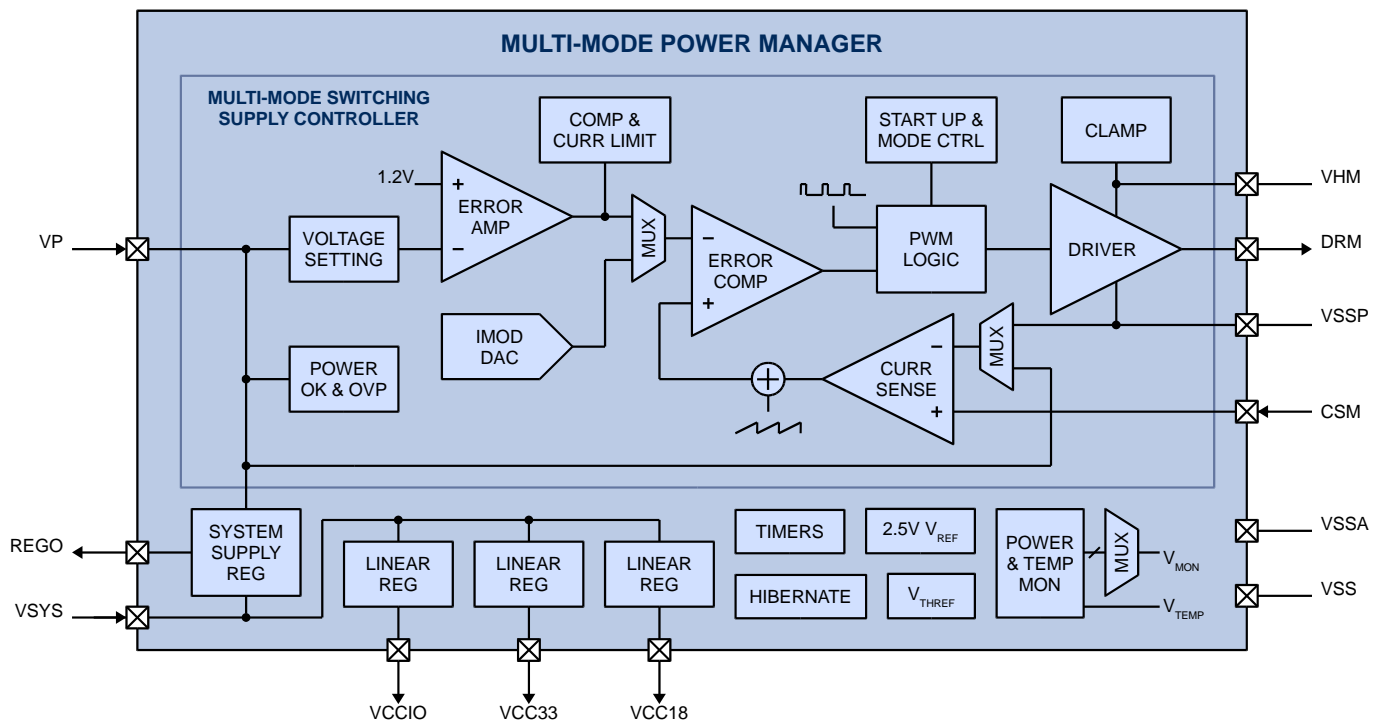 MULTI-MODE POWER MANAGER
MULTI-MODE SWITCHING
SUPPLY CONTROLLER
COMP &
CURR LIMIT
START UP &
MODE CTRL
CLAMP
1.2V
+
ERROR
AMP
−
VP
VOLTAGE
SETTING
MUX
−
ERROR
COMP
+
PWM
LOGIC
DRIVER
VHM
DRM
VSSP
IMOD
DAC
POWER
OK & OVP
+
−
CURR
SENSE
+
MUX
CSM
SYSTEM
SUPPLY
REG
REGO
VSYS
LINEAR
REG
LINEAR
REG
LINEAR
REG
TIMERS
2.5V VREF
HIBERNATE
VTHREF
POWER
& TEMP
MON
MUX
VMON
VTEMP
VSSA
VSS
VCCIO
VCC33
VCC18